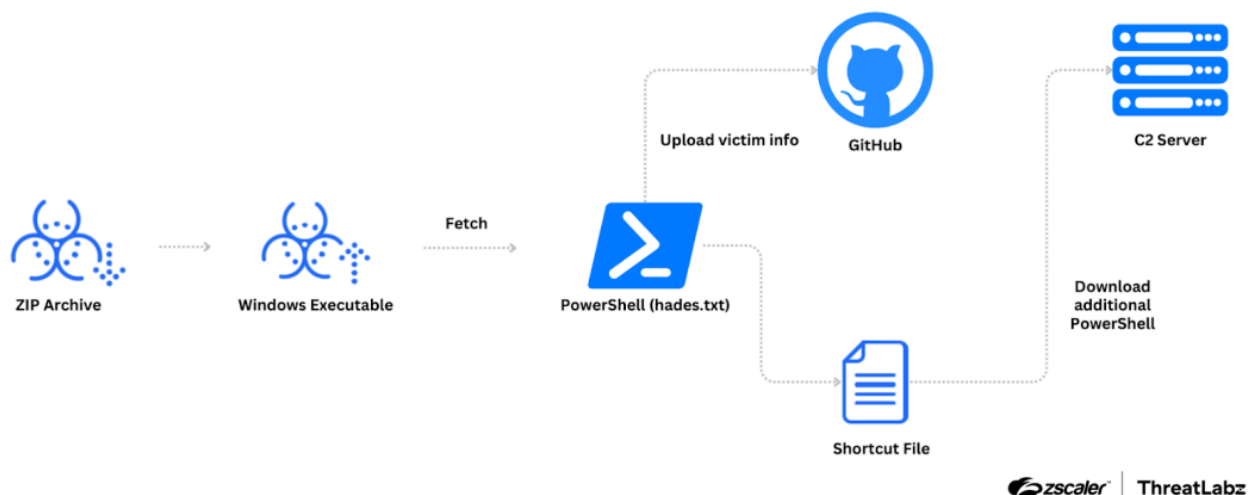 Upload victim info
GitHub
C2 Server
Fetch
ZIP Archive
Windows Executable
PowerShell (hades.txt)
Download
additional
PowerShell
Shortcut File
zscaler™ | ThreatLabz